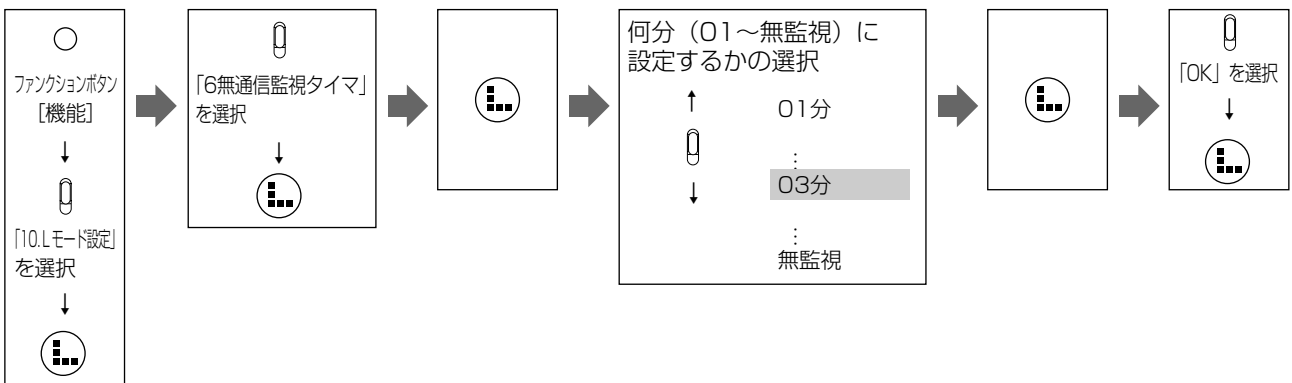 ファンクションボタン
［機能］
↓
「10.Lモード設定」
を選択
↓
L
「6無通信監視タイマ」
を選択
↓
L
L
何分（01～無監視）に
設定するかの選択
↑
01分
⋮
03分
↓
⋮
無監視
L
「OK」を選択
↓
L